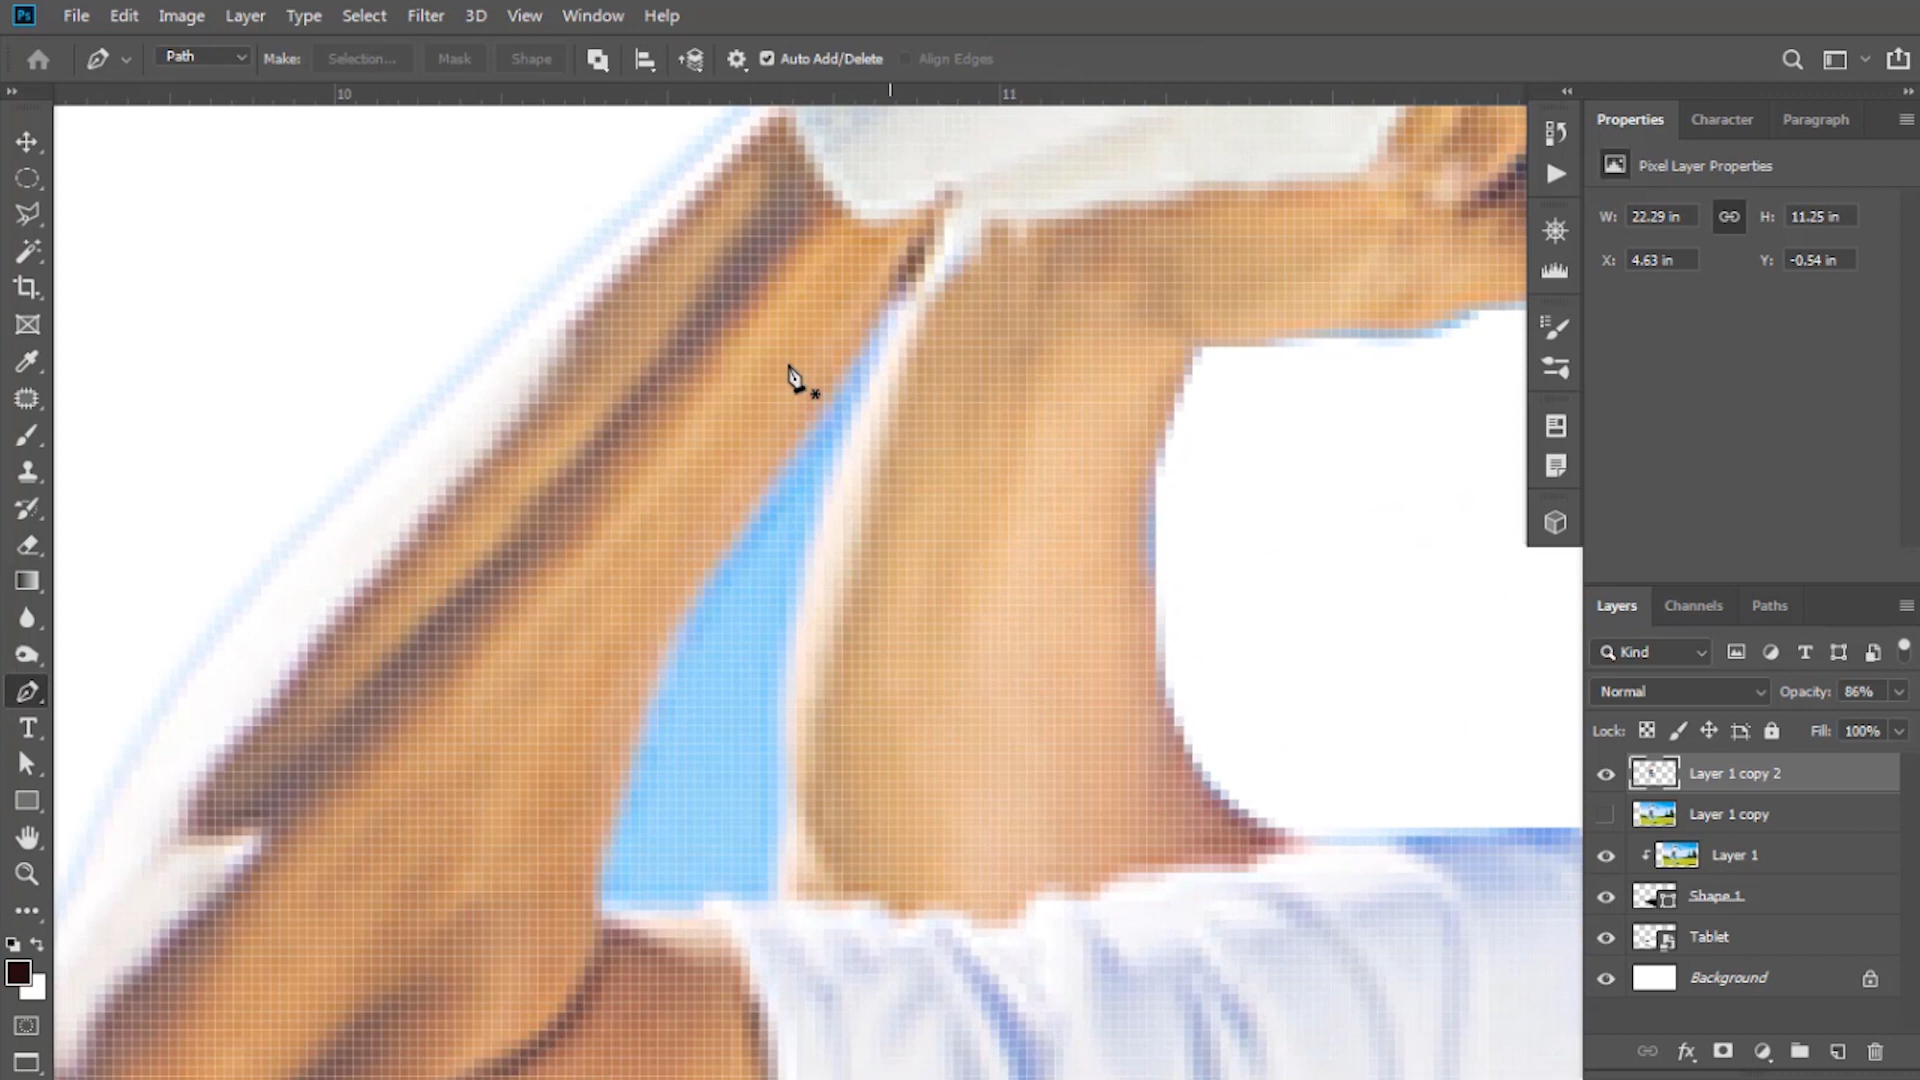 Ps File Edit Image Layer Type Select Filter 3D View Window Help
Path Make: Selection... Mask Shape Auto Add/Delete Align Edges
10 11
Properties Character Paragraph
Pixel Layer Properties
W: 22.29 in H: 11.25 in
X: 4.63 in Y: -0.54 in
Layers Channels Paths
Kind
Normal Opacity: 86%
Lock: Fill: 100%
Layer 1 copy 2
Layer 1 copy
Layer 1
Shape 1
Tablet
Background
fx